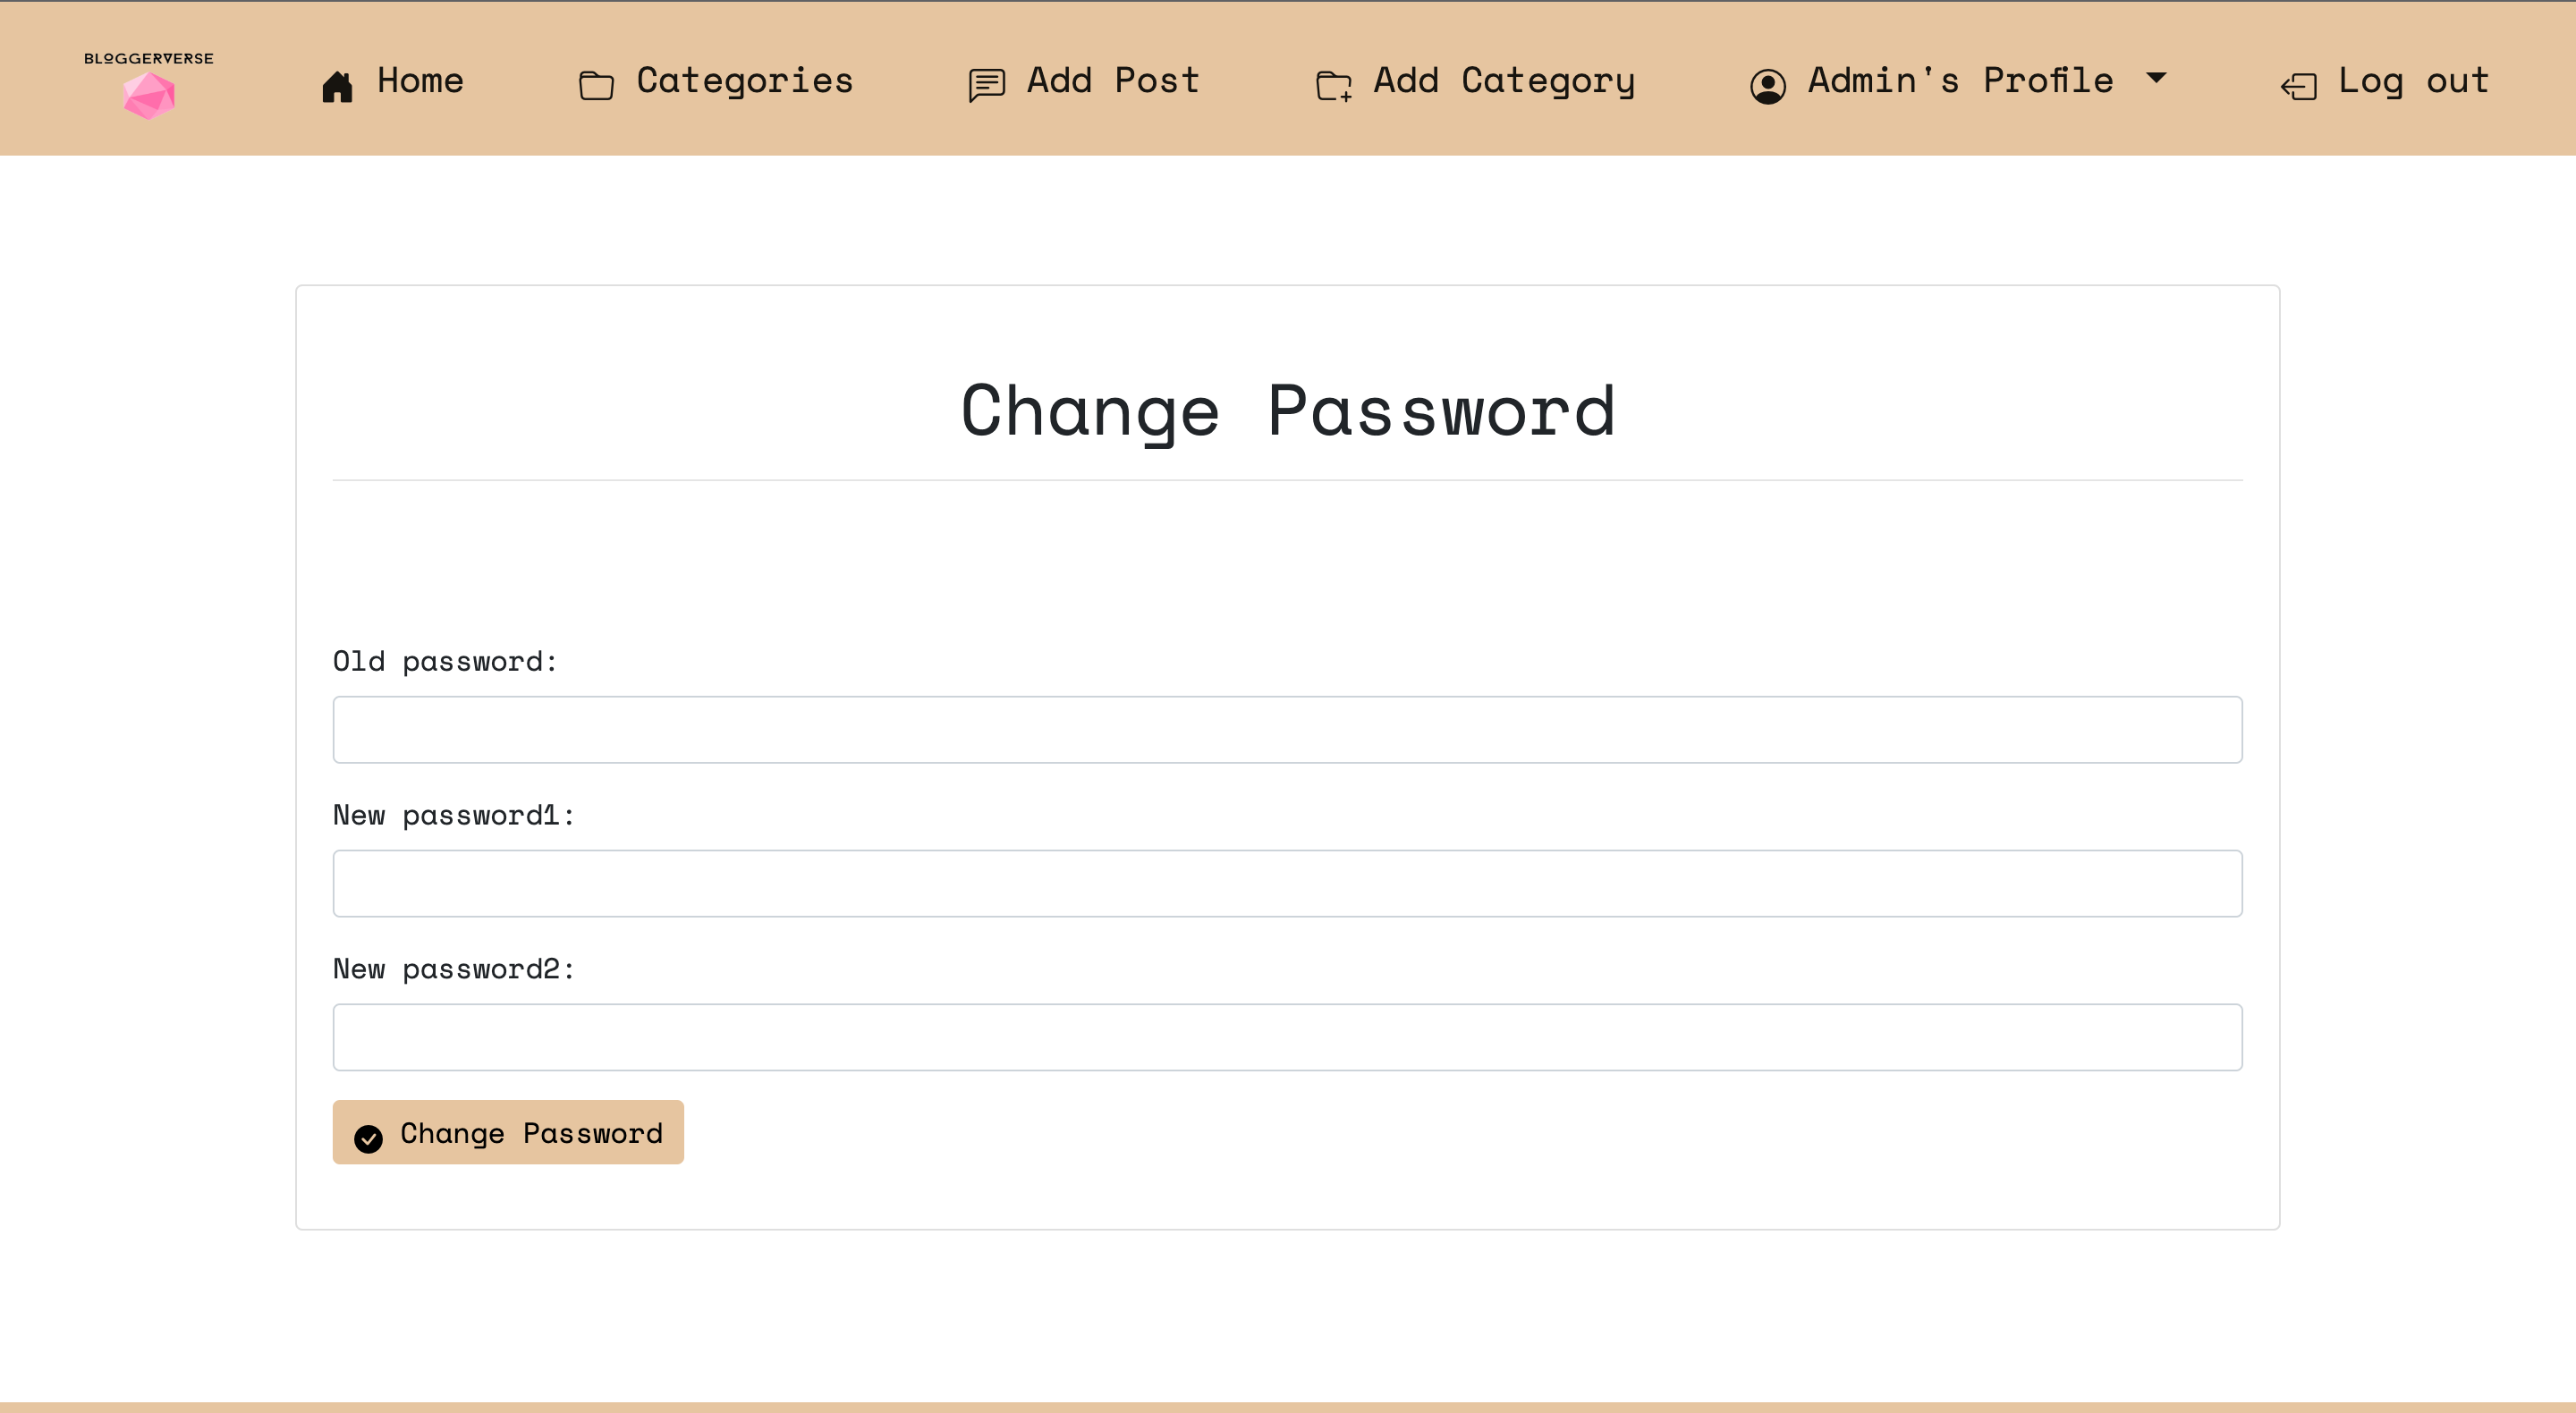 BLOGGERVERSE
Home Categories Add Post Add Category Admin's Profile Log out
Change Password
Old password:
New password1:
New password2:
Change Password